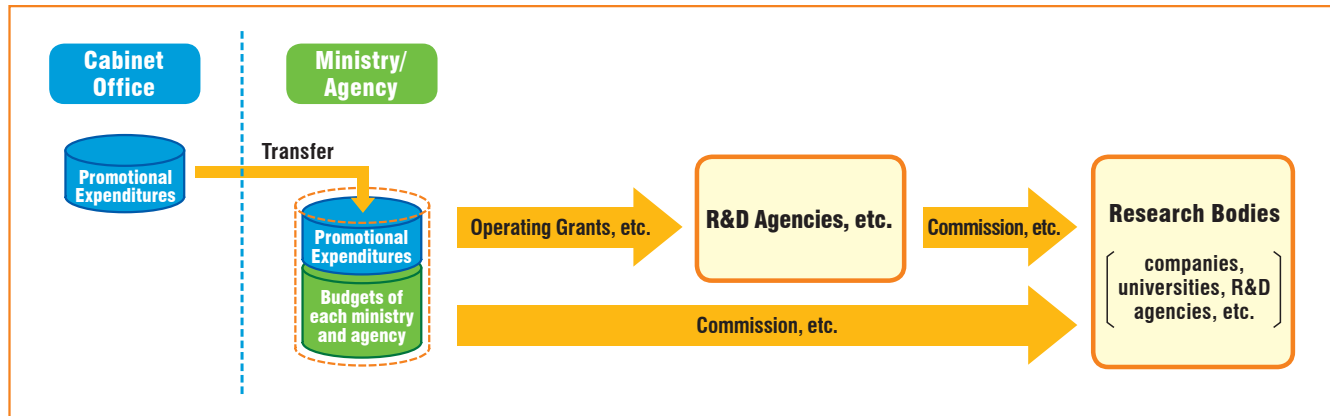 Cabinet
Office
Ministry/
Agency
Transfer
Promotional
Expenditures
Promotional
Expenditures
Budgets of
each ministry
and agency
Operating Grants, etc.
R&D Agencies, etc.
Commission, etc.
Commission, etc.
Research Bodies
companies,
universities, R&D
agencies, etc.